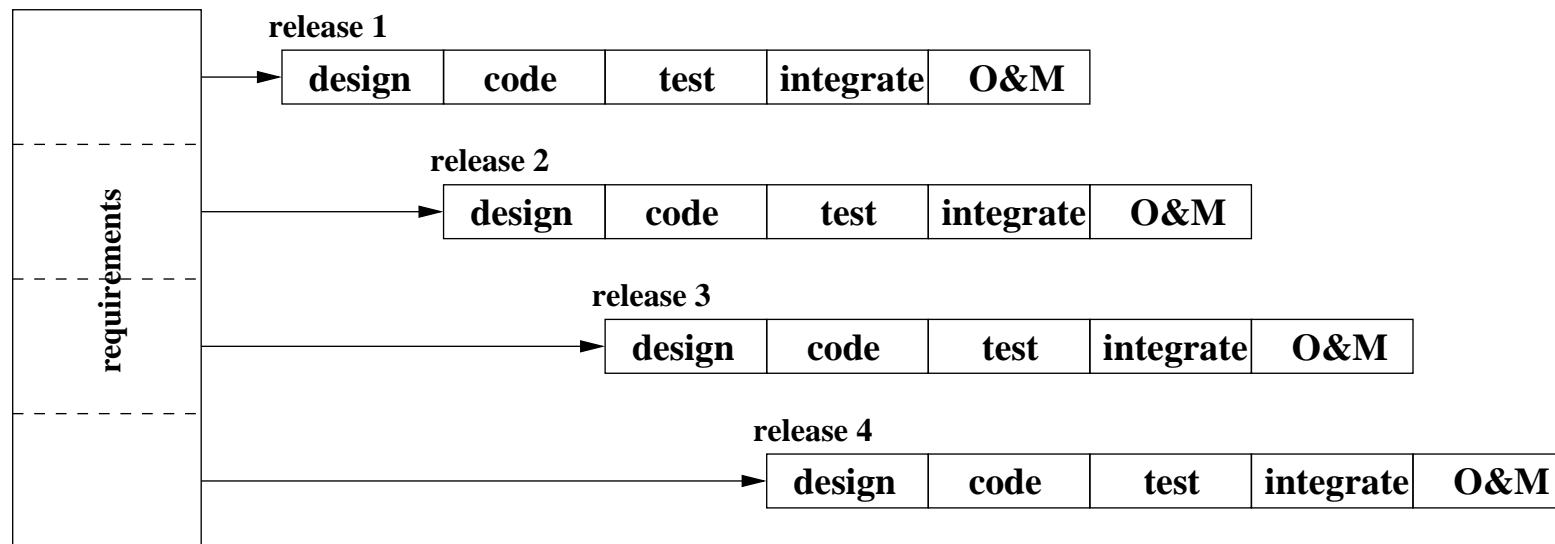 release 1
design code test integrate O&M
release 2
design code test integrate O&M
requirements
release 3
design code test integrate O&M
release 4
design code test integrate O&M